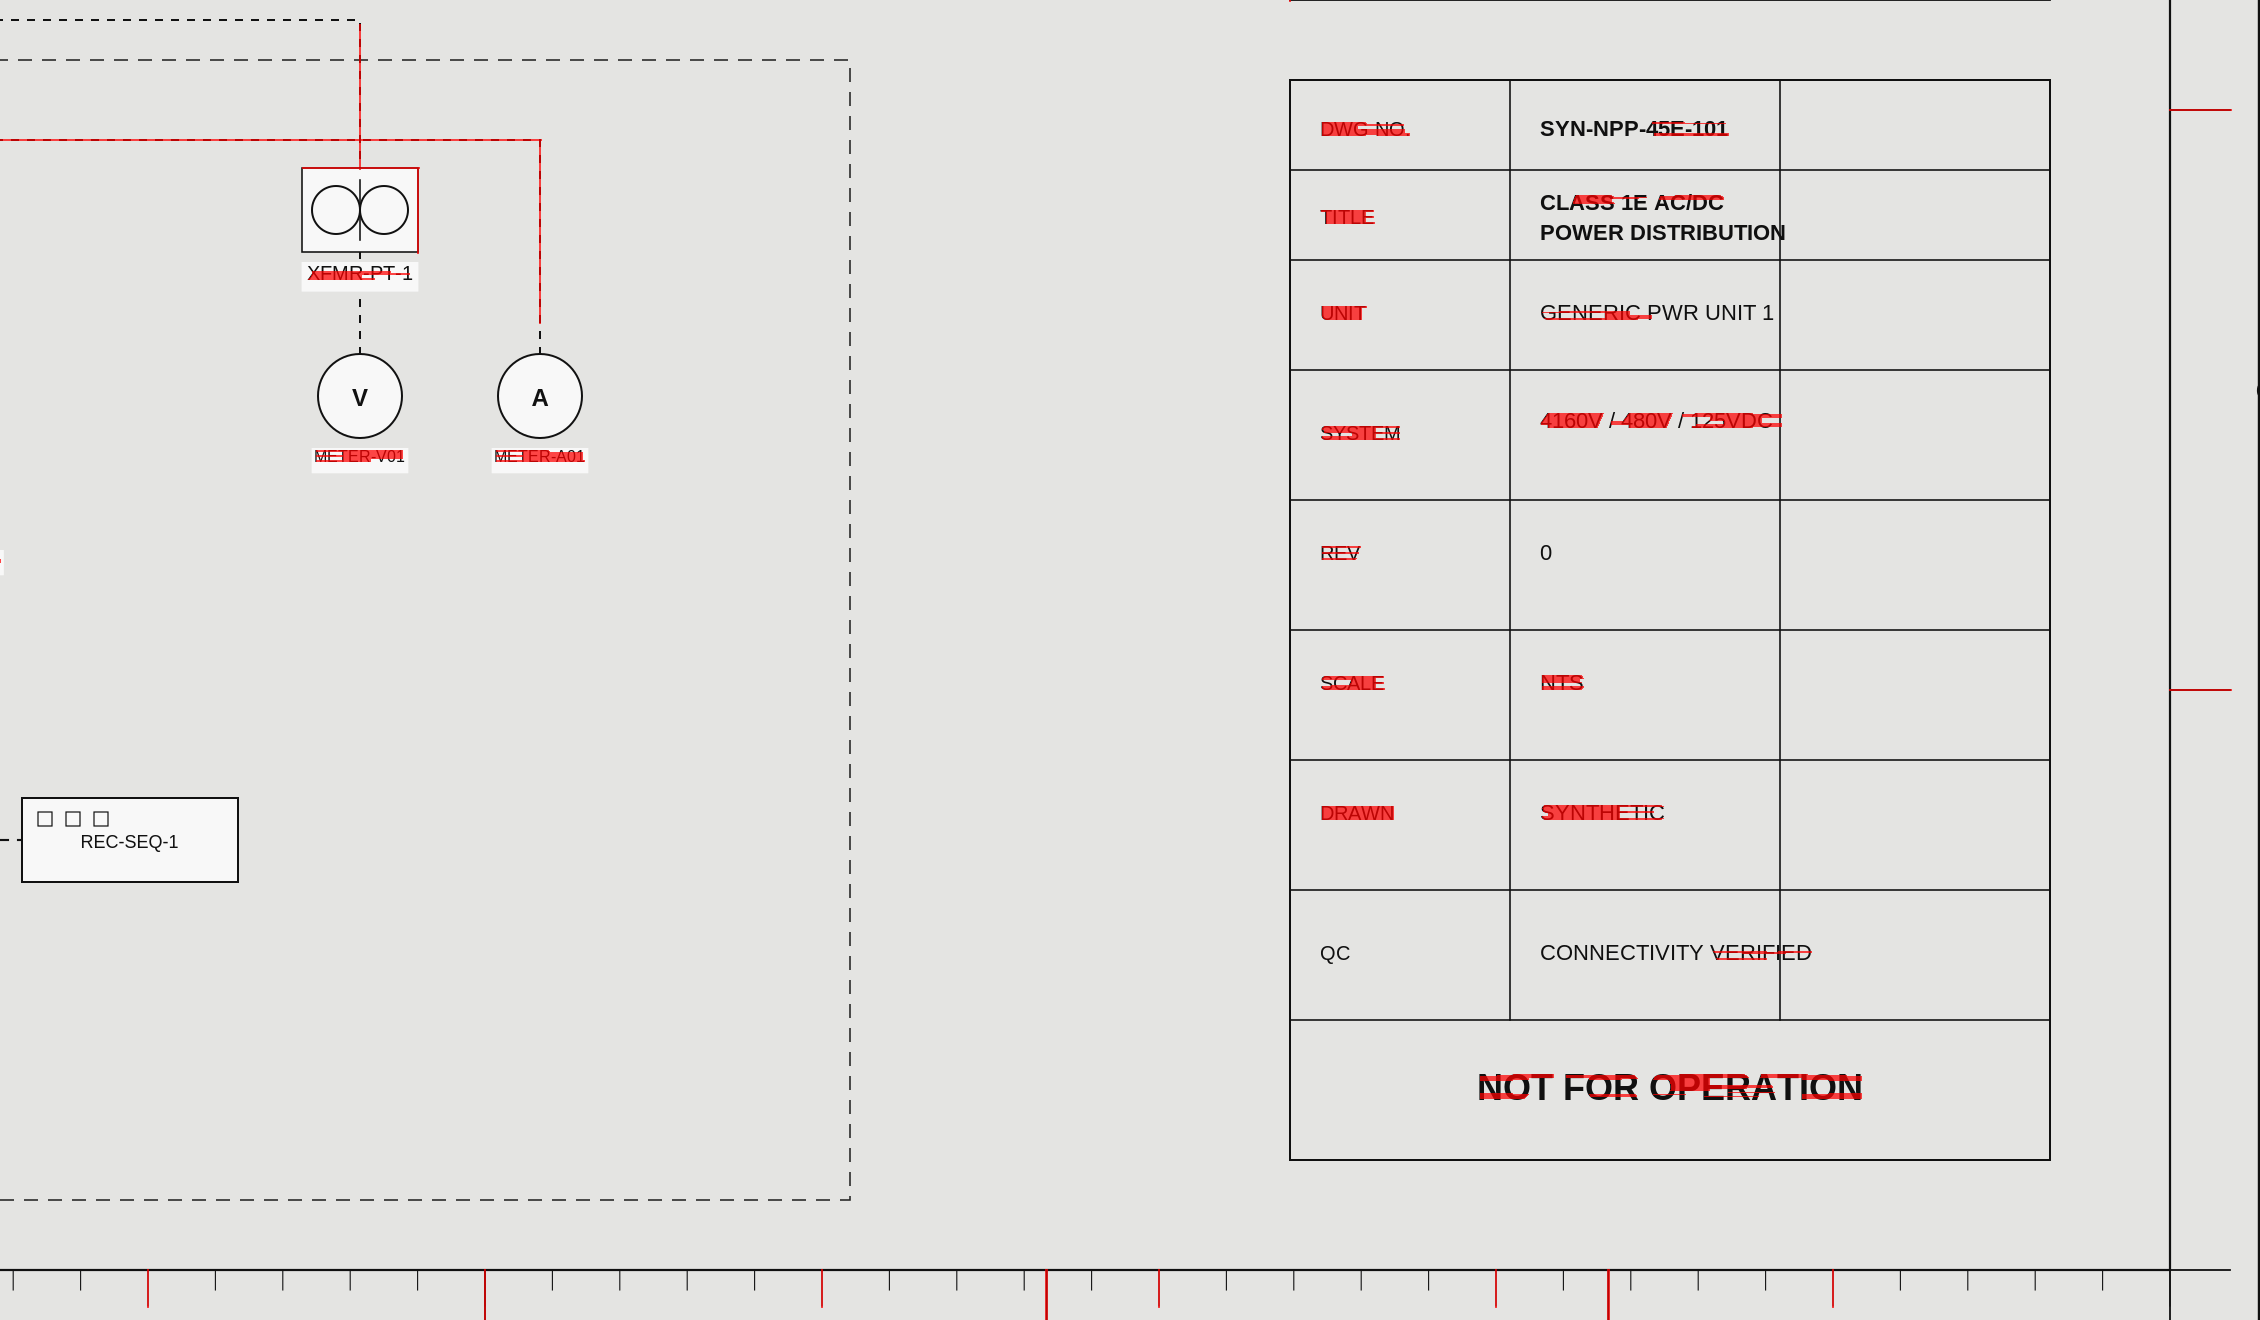 XFMR-PT-1
V
A
METER-V01
METER-A01
REC-SEQ-1
DWG NO.
SYN-NPP-45E-101
TITLE
CLASS 1E AC/DC
POWER DISTRIBUTION
UNIT
GENERIC PWR UNIT 1
SYSTEM
4160V / 480V / 125VDC
REV
0
SCALE
NTS
DRAWN
SYNTHETIC
QC
CONNECTIVITY VERIFIED
NOT FOR OPERATION